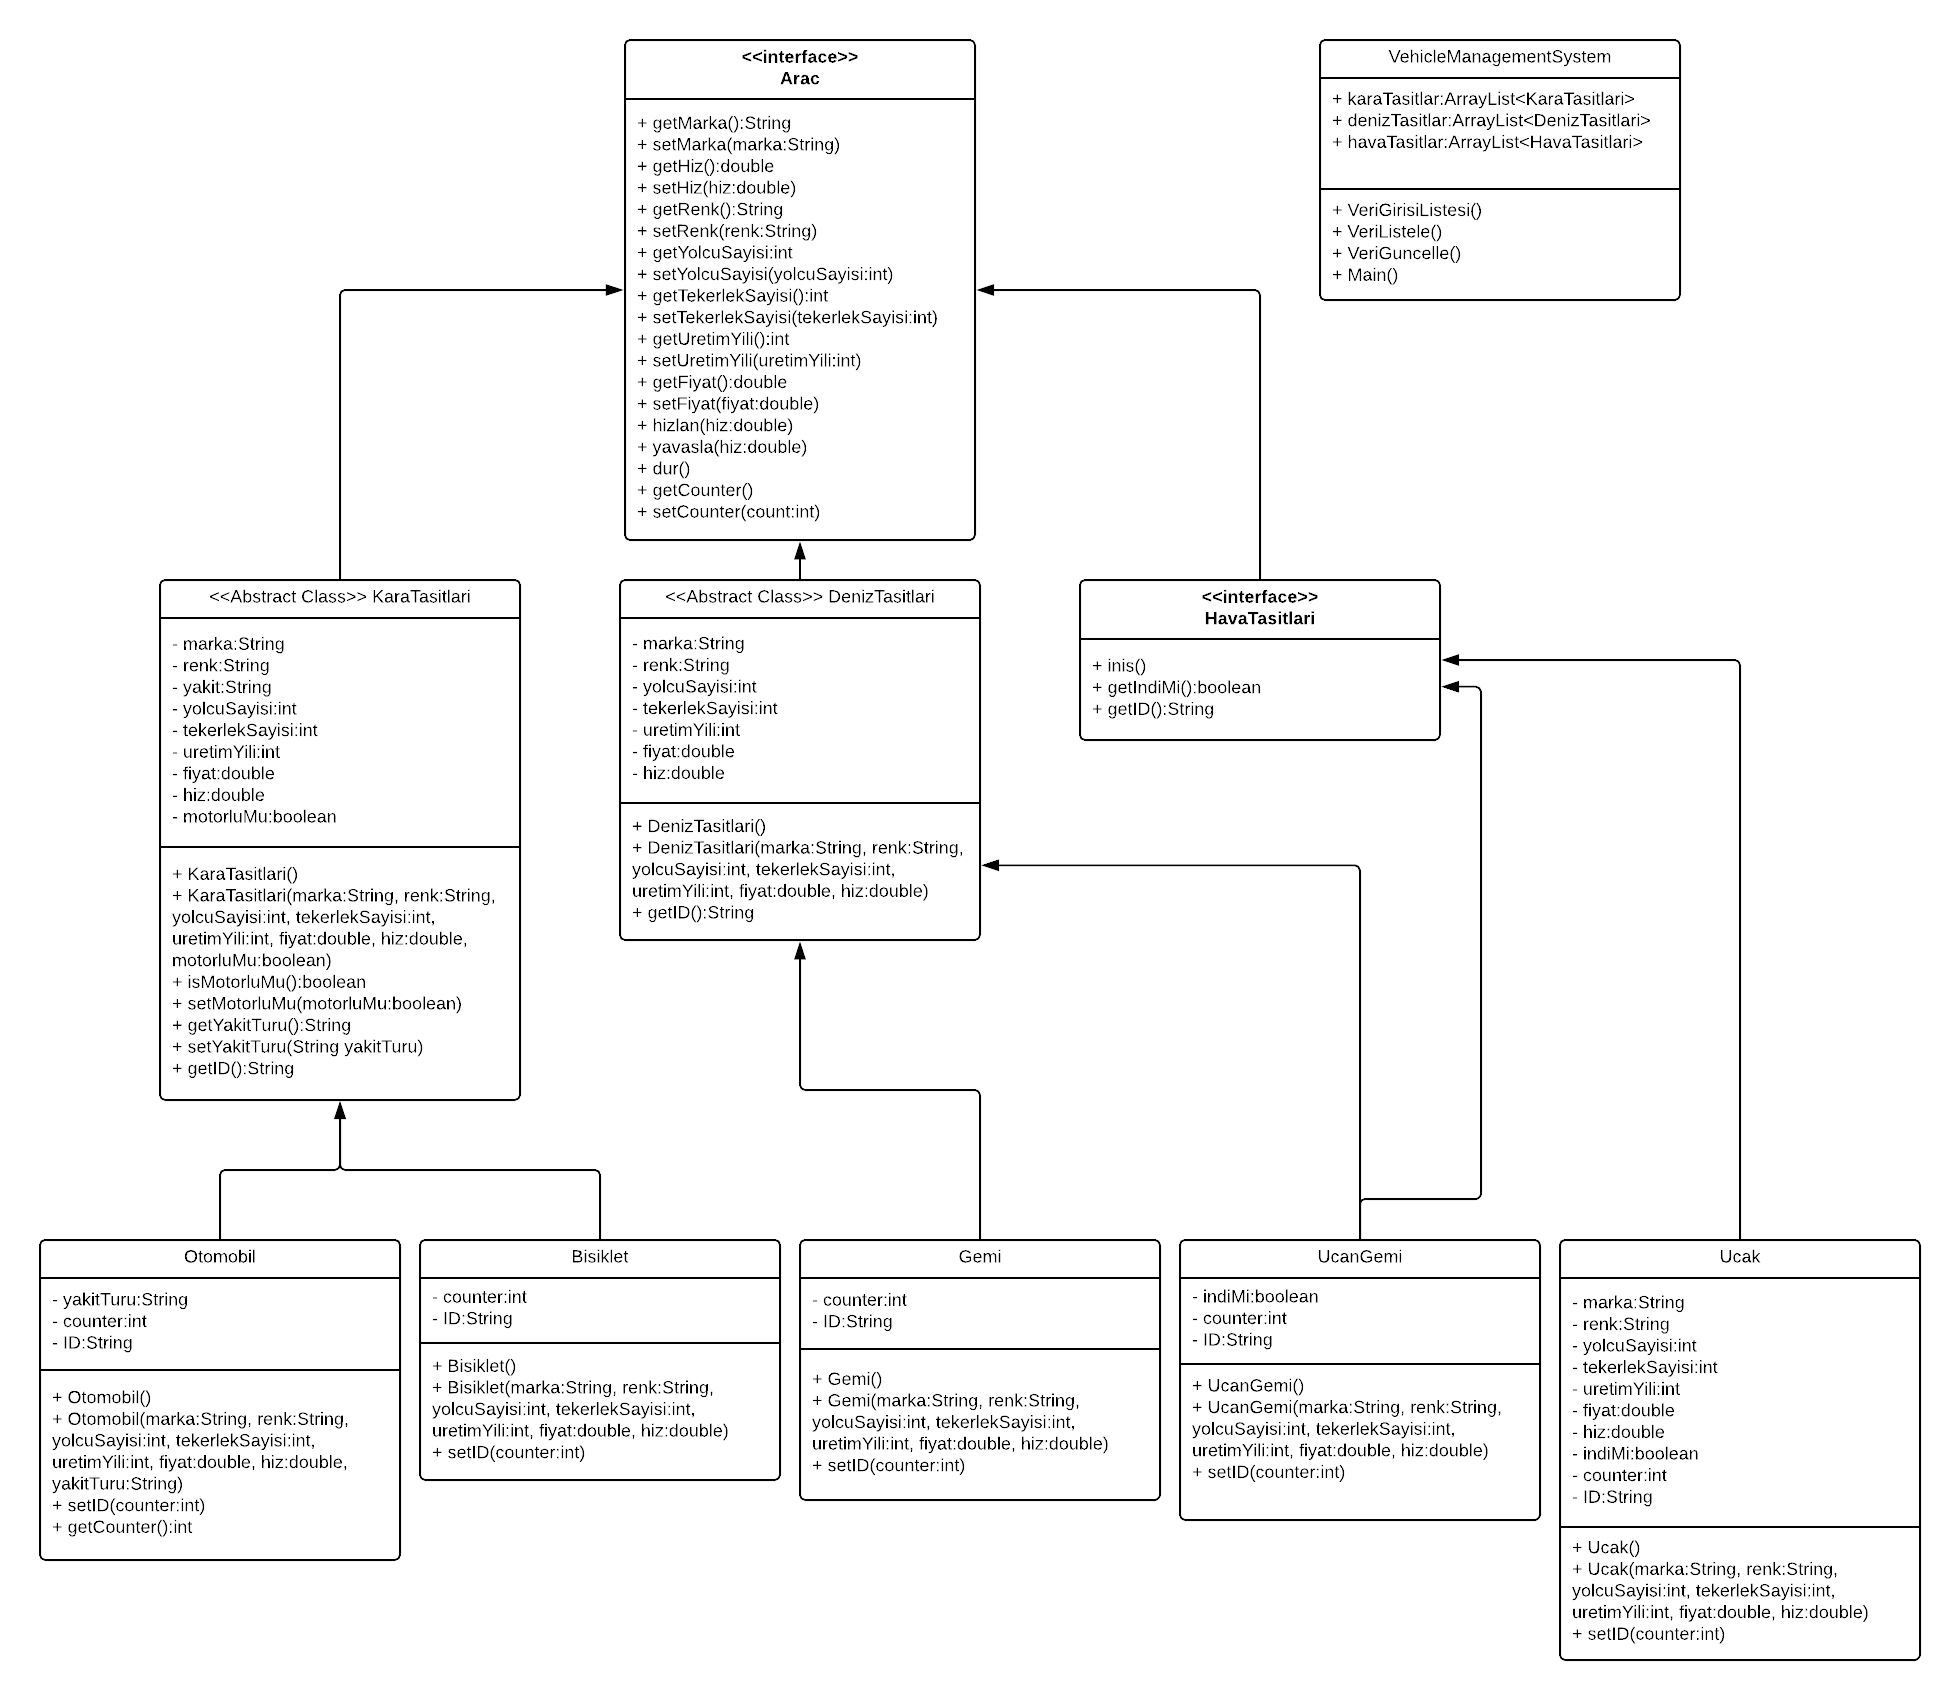 <<interface>>
Arac
+ getMarka():String
+ setMarka(marka:String)
+ getHiz():double
+ setHiz(hiz:double)
+ getRenk():String
+ setRenk(renk:String)
+ getYolcuSayisi:int
+ setYolcuSayisi(yolcuSayisi:int)
+ getTekerlekSayisi():int
+ setTekerlekSayisi(tekerlekSayisi:int)
+ getUretimYili():int
+ setUretimYili(uretimYili:int)
+ getFiyat():double
+ setFiyat(fiyat:double)
+ hizlan(hiz:double)
+ yavasla(hiz:double)
+ dur()
+ getCounter()
+ setCounter(count:int)
VehicleManagementSystem
+ karaTasitlar:ArrayList<KaraTasitlari>
+ denizTasitlar:ArrayList<DenizTasitlari>
+ havaTasitlar:ArrayList<HavaTasitlari>
+ VeriGirisiListesi()
+ VeriListele()
+ VeriGuncelle()
+ Main()
<<Abstract Class>> KaraTasitlari
- marka:String
- renk:String
- yakit:String
- yolcuSayisi:int
- tekerlekSayisi:int
- uretimYili:int
- fiyat:double
- hiz:double
- motorluMu:boolean
+ KaraTasitlari()
+ KaraTasitlari(marka:String, renk:String,
yolcuSayisi:int, tekerlekSayisi:int,
uretimYili:int, fiyat:double, hiz:double,
motorluMu:boolean)
+ isMotorluMu():boolean
+ setMotorluMu(motorluMu:boolean)
+ getYakitTuru():String
+ setYakitTuru(String yakitTuru)
+ getID():String
<<Abstract Class>> DenizTasitlari
- marka:String
- renk:String
- yolcuSayisi:int
- tekerlekSayisi:int
- uretimYili:int
- fiyat:double
- hiz:double
+ DenizTasitlari()
+ DenizTasitlari(marka:String, renk:String,
yolcuSayisi:int, tekerlekSayisi:int,
uretimYili:int, fiyat:double, hiz:double)
+ getID():String
<<interface>>
HavaTasitlari
+ inis()
+ getIndiMi():boolean
+ getID():String
Otomobil
- yakitTuru:String
- counter:int
- ID:String
+ Otomobil()
+ Otomobil(marka:String, renk:String,
yolcuSayisi:int, tekerlekSayisi:int,
uretimYili:int, fiyat:double, hiz:double,
yakitTuru:String)
+ setID(counter:int)
+ getCounter():int
Bisiklet
- counter:int
- ID:String
+ Bisiklet()
+ Bisiklet(marka:String, renk:String,
yolcuSayisi:int, tekerlekSayisi:int,
uretimYili:int, fiyat:double, hiz:double)
+ setID(counter:int)
Gemi
- counter:int
- ID:String
+ Gemi()
+ Gemi(marka:String, renk:String,
yolcuSayisi:int, tekerlekSayisi:int,
uretimYili:int, fiyat:double, hiz:double)
+ setID(counter:int)
UcanGemi
- indiMi:boolean
- counter:int
- ID:String
+ UcanGemi()
+ UcanGemi(marka:String, renk:String,
yolcuSayisi:int, tekerlekSayisi:int,
uretimYili:int, fiyat:double, hiz:double)
+ setID(counter:int)
Ucak
- marka:String
- renk:String
- yolcuSayisi:int
- tekerlekSayisi:int
- uretimYili:int
- fiyat:double
- hiz:double
- indiMi:boolean
- counter:int
- ID:String
+ Ucak()
+ Ucak(marka:String, renk:String,
yolcuSayisi:int, tekerlekSayisi:int,
uretimYili:int, fiyat:double, hiz:double)
+ setID(counter:int)